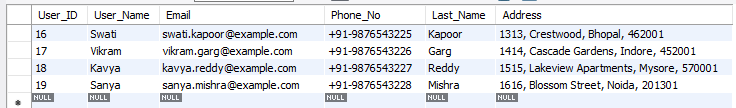 User_ID User_Name Email Phone_No Last_Name Address
16 Swati swati.kapoor@example.com +91-9876543225 Kapoor 1313, Crestwood, Bhopal, 462001
17 Vikram vikram.garg@example.com +91-9876543226 Garg 1414, Cascade Gardens, Indore, 452001
18 Kavya kavya.reddy@example.com +91-9876543227 Reddy 1515, Lakeview Apartments, Mysore, 570001
19 Sanya sanya.mishra@example.com +91-9876543228 Mishra 1616, Blossom Street, Noida, 201301
NULL NULL NULL NULL NULL NULL